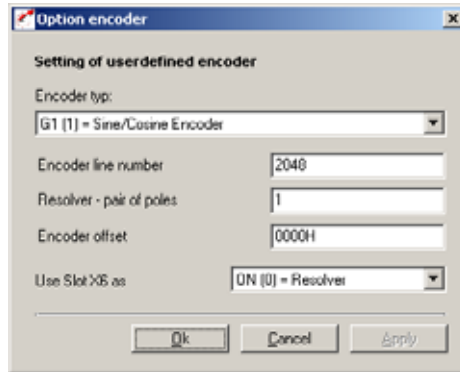 Option encoder
Setting of userdefined encoder
Encoder typ:
G1 (1) = Sine/Cosine Encoder
Encoder line number 2048
Resolver - pair of poles 1
Encoder offset 0000H
Use Slot X6 as ON (0) = Resolver
Ok Cancel Apply